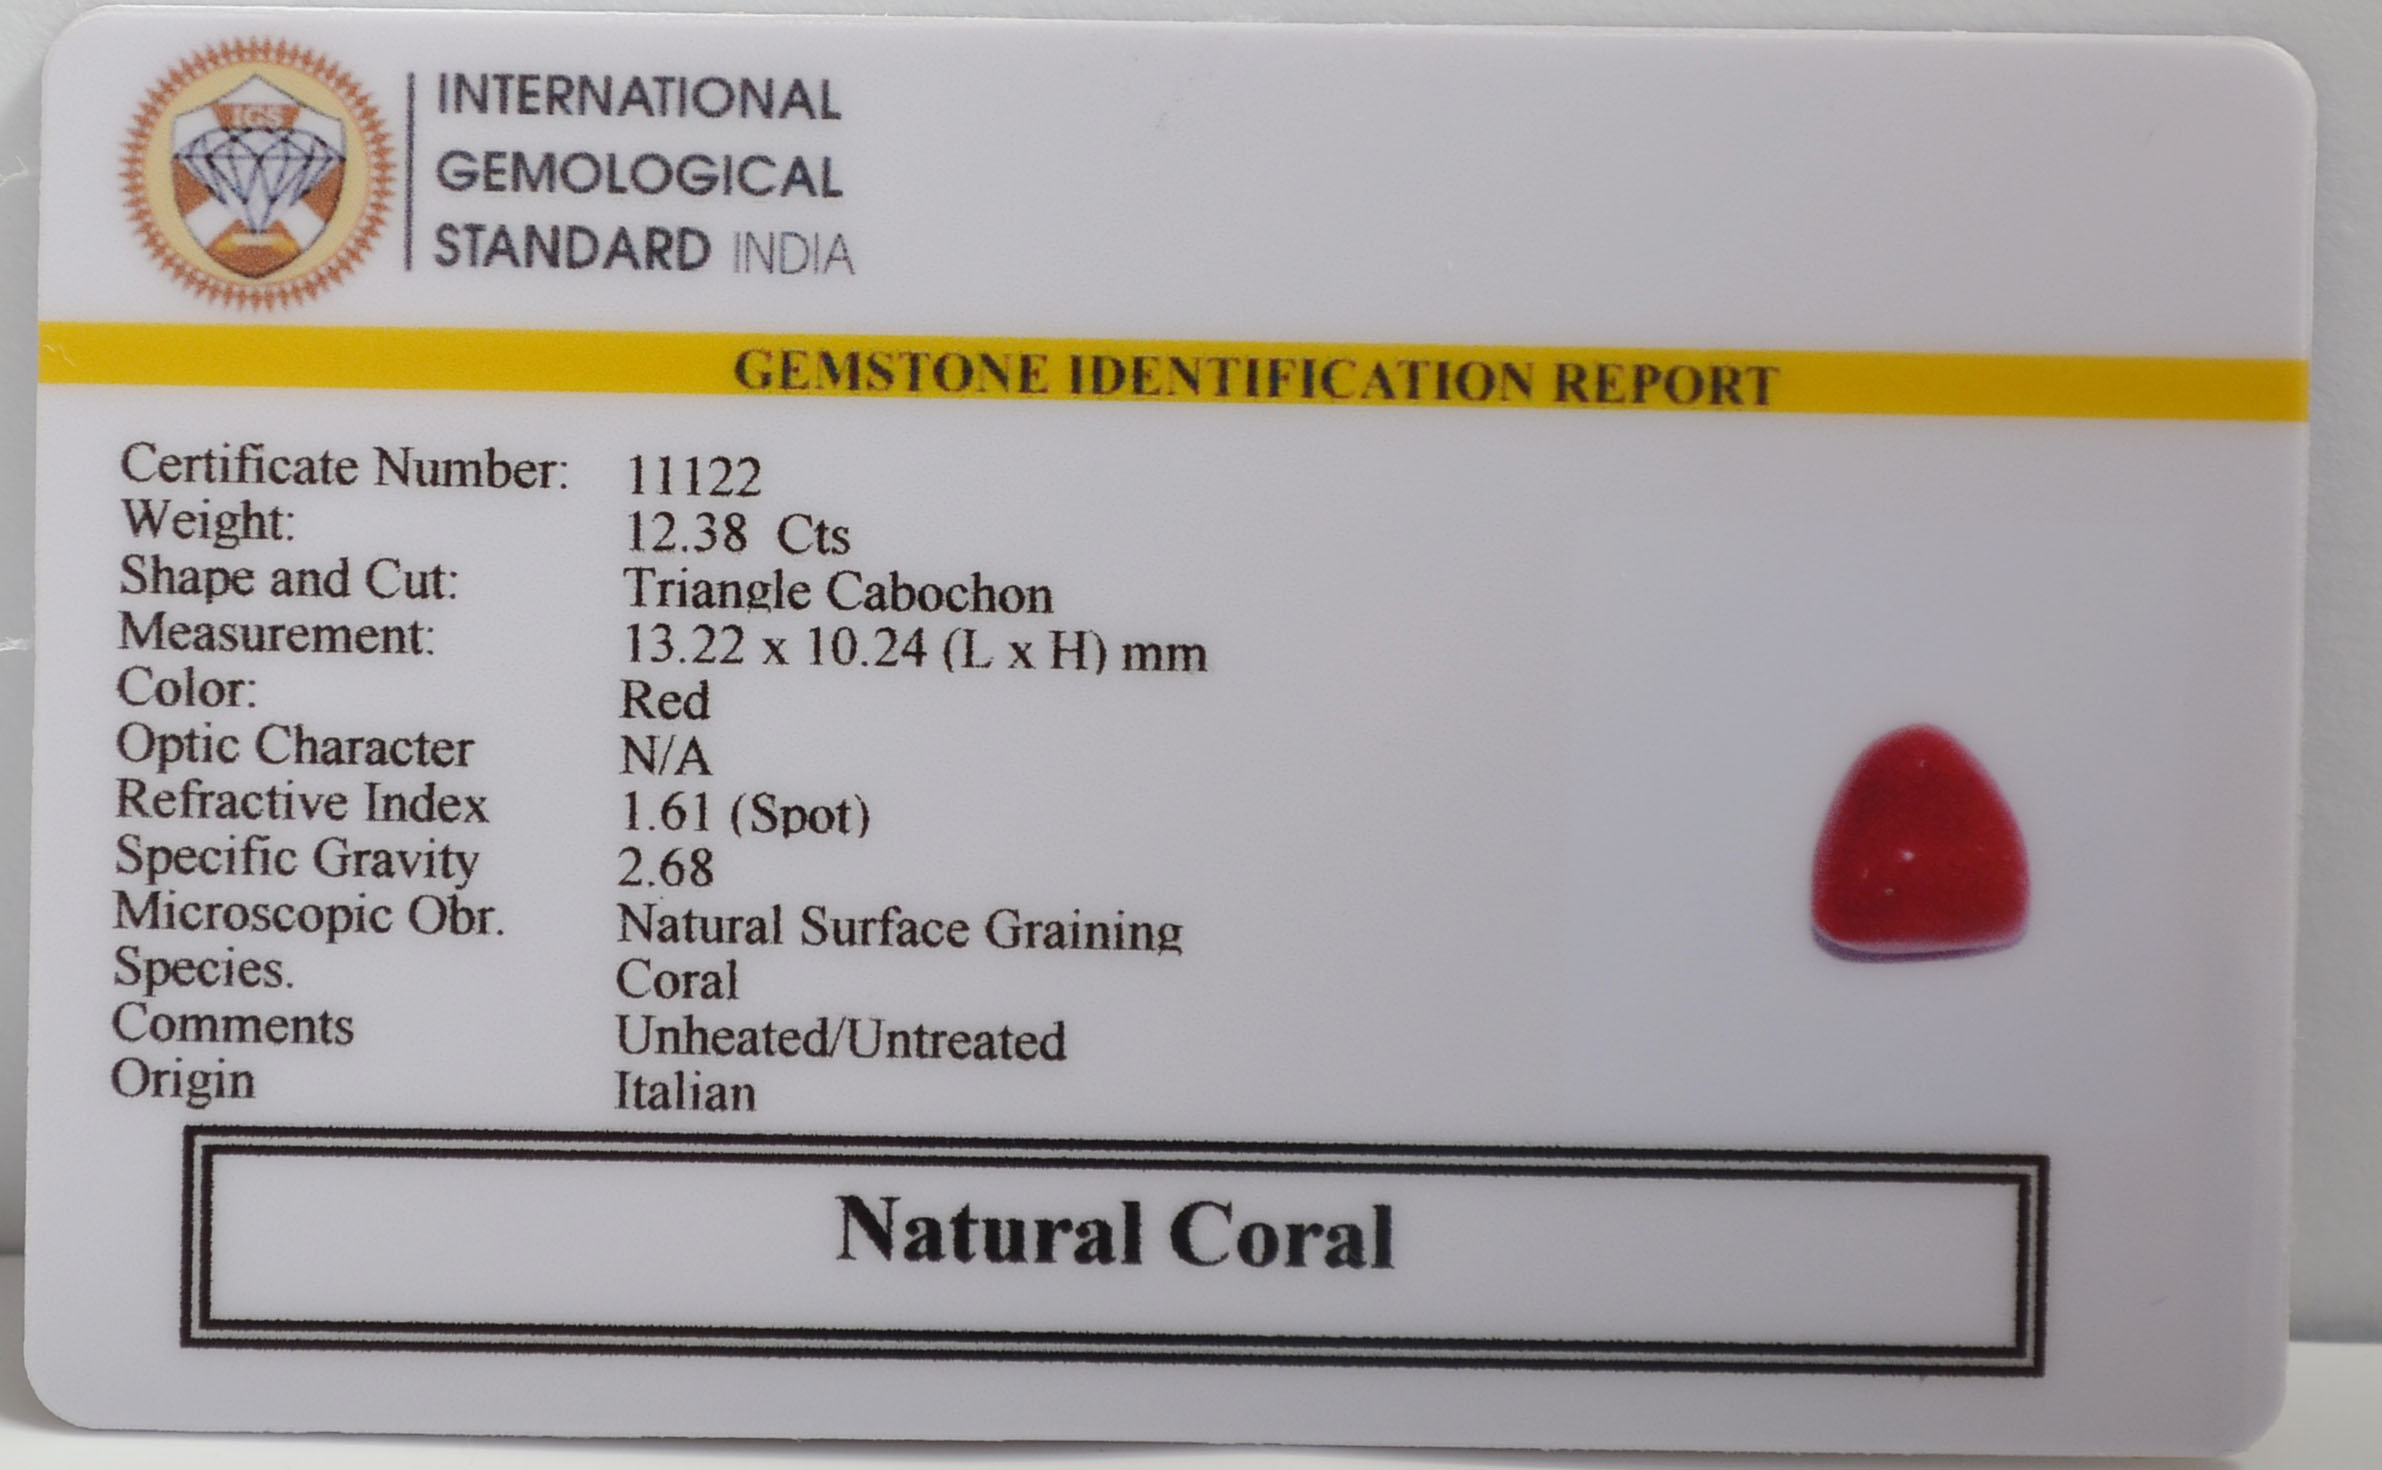 IGS
INTERNATIONAL
GEMOLOGICAL
STANDARD INDIA
GEMSTONE IDENTIFICATION REPORT
Certificate Number: 11122
Weight: 12.38 Cts
Shape and Cut: Triangle Cabochon
Measurement: 13.22 x 10.24 (L x H) mm
Color: Red
Optic Character N/A
Refractive Index 1.61 (Spot)
Specific Gravity 2.68
Microscopic Obr. Natural Surface Graining
Species. Coral
Comments Unheated/Untreated
Origin Italian
Natural Coral